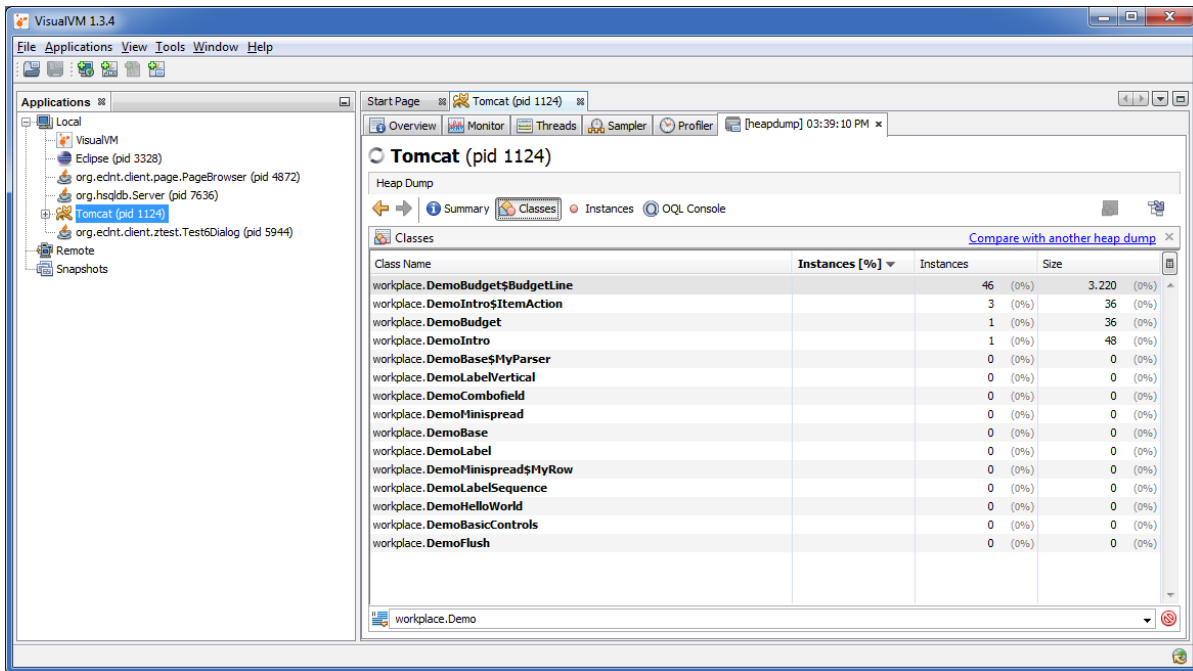 VisualVM 1.3.4
File Applications View Tools Window Help
Applications
Local
VisualVM
Eclipse (pid 3328)
org.eclnt.client.page.PageBrowser (pid 4872)
org.hsqldb.Server (pid 7636)
Tomcat (pid 1124)
org.eclnt.client.ztest.Test6Dialog (pid 5944)
Remote
Snapshots
Start Page Tomcat (pid 1124)
Overview Monitor Threads Sampler Profiler [heapdump] 03:39:10 PM
Tomcat (pid 1124)
Heap Dump
Summary Classes Instances OQL Console
Classes Compare with another heap dump
Class Name Instances [%] Instances Size
workplace.DemoBudget$BudgetLine 46 (0%) 3.220 (0%)
workplace.DemoIntro$ItemAction 3 (0%) 36 (0%)
workplace.DemoBudget 1 (0%) 36 (0%)
workplace.DemoIntro 1 (0%) 48 (0%)
workplace.DemoBase$MyParser 0 (0%) 0 (0%)
workplace.DemoLabelVertical 0 (0%) 0 (0%)
workplace.DemoCombofield 0 (0%) 0 (0%)
workplace.DemoMinispread 0 (0%) 0 (0%)
workplace.DemoBase 0 (0%) 0 (0%)
workplace.DemoLabel 0 (0%) 0 (0%)
workplace.DemoMinispread$MyRow 0 (0%) 0 (0%)
workplace.DemoLabelSequence 0 (0%) 0 (0%)
workplace.DemoHelloWorld 0 (0%) 0 (0%)
workplace.DemoBasicControls 0 (0%) 0 (0%)
workplace.DemoFlush 0 (0%) 0 (0%)
workplace.Demo